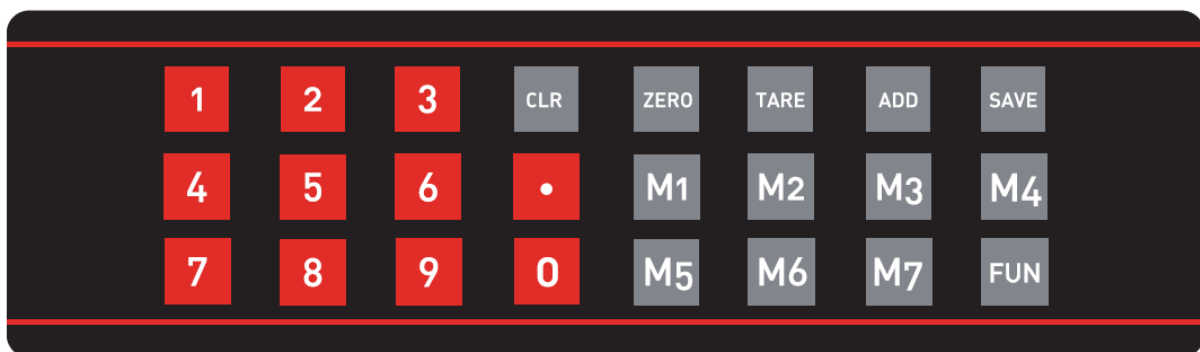 1 2 3 CLR ZERO TARE ADD SAVE
4 5 6 • M1 M2 M3 M4
7 8 9 0 M5 M6 M7 FUN